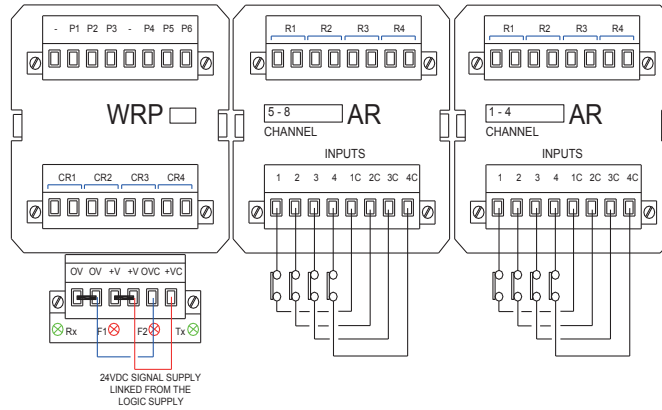 - P1 P2 P3 - P4 P5 P6
R1 R2 R3 R4
R1 R2 R3 R4
WRP
5 - 8 AR
CHANNEL
1 - 4 AR
CHANNEL
INPUTS
INPUTS
CR1 CR2 CR3 CR4
1 2 3 4 1C 2C 3C 4C
1 2 3 4 1C 2C 3C 4C
OV OV +V +V OVC +VC
Rx F1 F2 Tx
24VDC SIGNAL SUPPLY
LINKED FROM THE
LOGIC SUPPLY